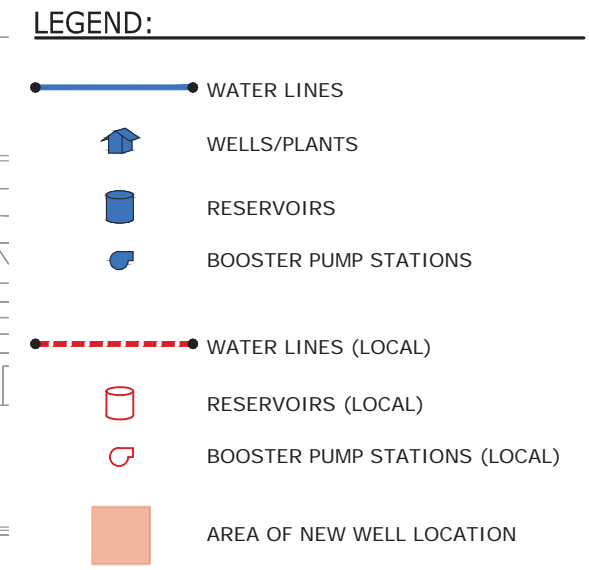 LEGEND:
WATER LINES
WELLS/PLANTS
RESERVOIRS
BOOSTER PUMP STATIONS
WATER LINES (LOCAL)
RESERVOIRS (LOCAL)
BOOSTER PUMP STATIONS (LOCAL)
AREA OF NEW WELL LOCATION